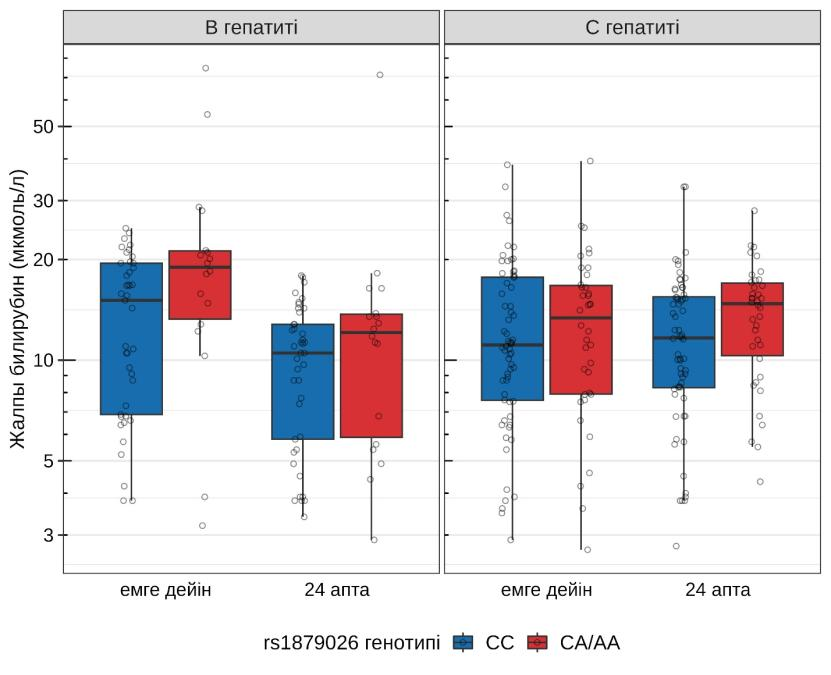 В гепатиті
С гепатиті
Жалпы билирубин (мкмоль/л)
50
30
20
10
5
3
емге дейін
24 апта
емге дейін
24 апта
rs1879026 генотипі
CC
CA/AA